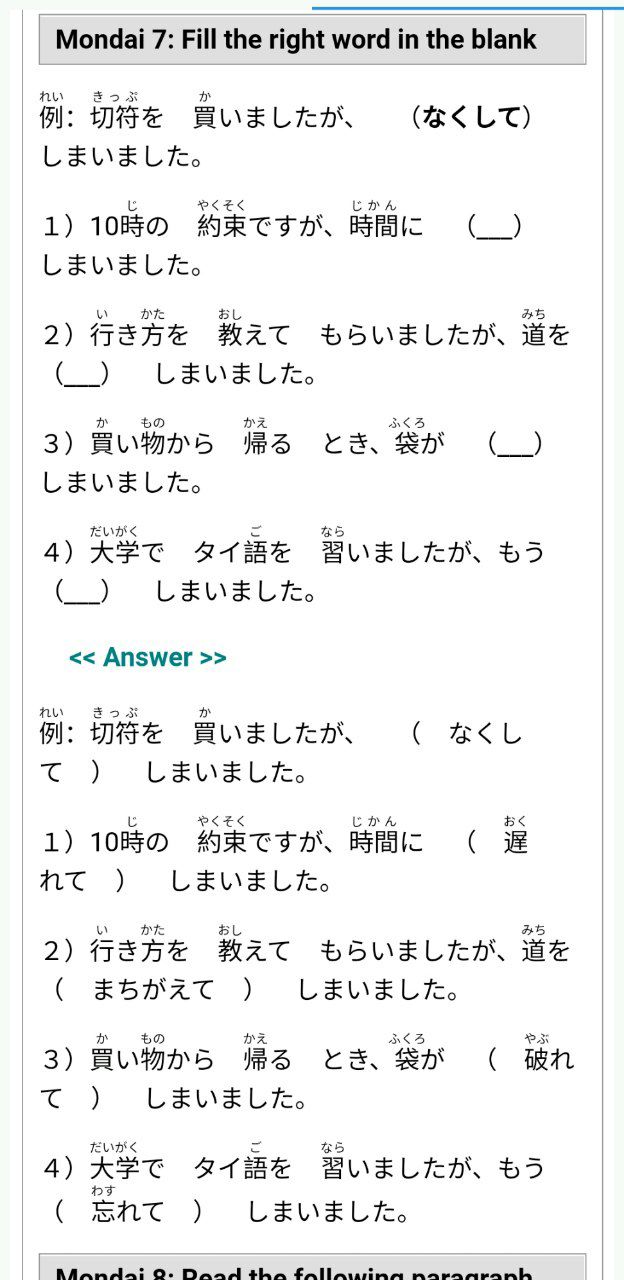 Mondai 7: Fill the right word in the blank
れい きっぷ か
例：切符を　買いましたが、　（なくして）
しまいました。
じ やくそく じかん
１）10時の　約束ですが、時間に　（___）
しまいました。
い かた おし みち
２）行き方を　教えて　もらいましたが、道を
（___）　しまいました。
か もの かえ ふくろ
３）買い物から　帰る　とき、袋が　（___）
しまいました。
だいがく ご なら
４）大学で　タイ語を　習いましたが、もう
（___）　しまいました。
<< Answer >>
れい きっぷ か
例：切符を　買いましたが、　（　なくし
て　）　しまいました。
じ やくそく じかん おく
１）10時の　約束ですが、時間に　（　遅
れて　）　しまいました。
い かた おし みち
２）行き方を　教えて　もらいましたが、道を
（　まちがえて　）　しまいました。
か もの かえ ふくろ やぶ
３）買い物から　帰る　とき、袋が　（　破れ
て　）　しまいました。
だいがく ご なら
４）大学で　タイ語を　習いましたが、もう
わす
（　忘れて　）　しまいました。
Mondai 8: Read the following paragraph